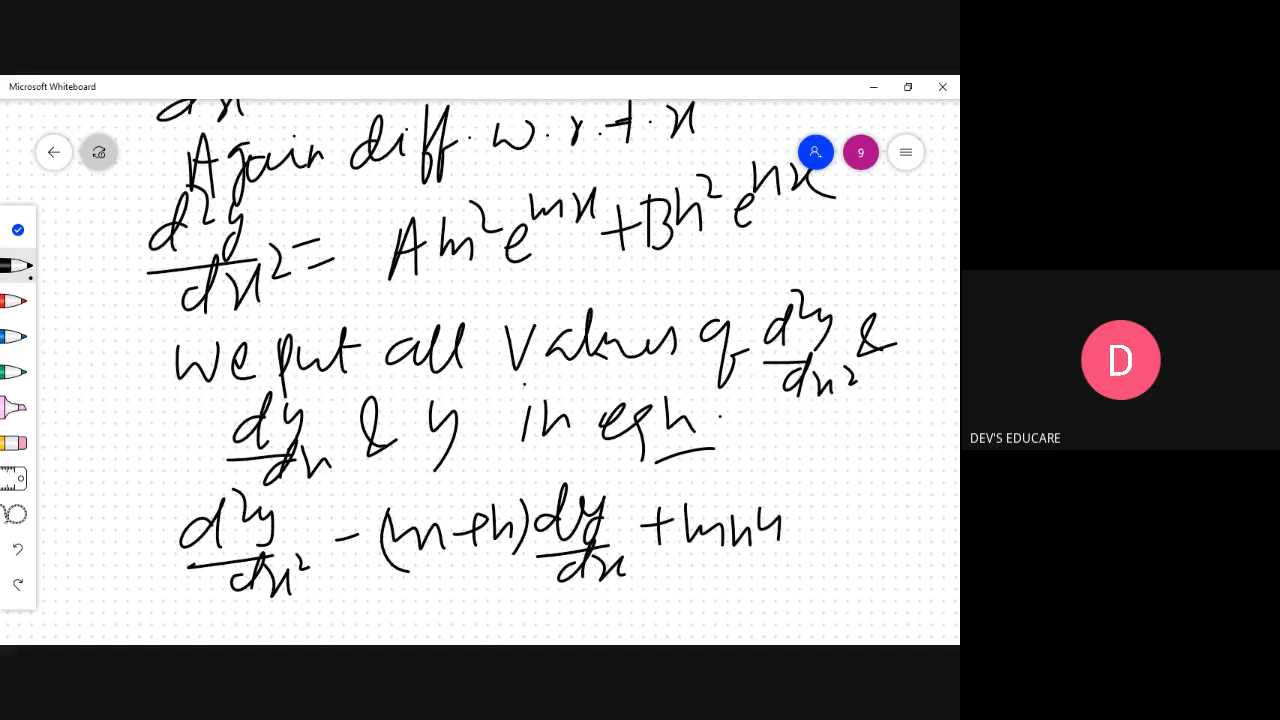 Microsoft Whiteboard
dx
Again diff. w.r.t.x
d²y/dx² = Am²e^mx + Bn²e^nx
9
we put all values of d²y/dx² &
dy/dx & y in eqn.
d²y/dx² - (m+n) dy/dx + mny
D
DEV'S EDUCARE